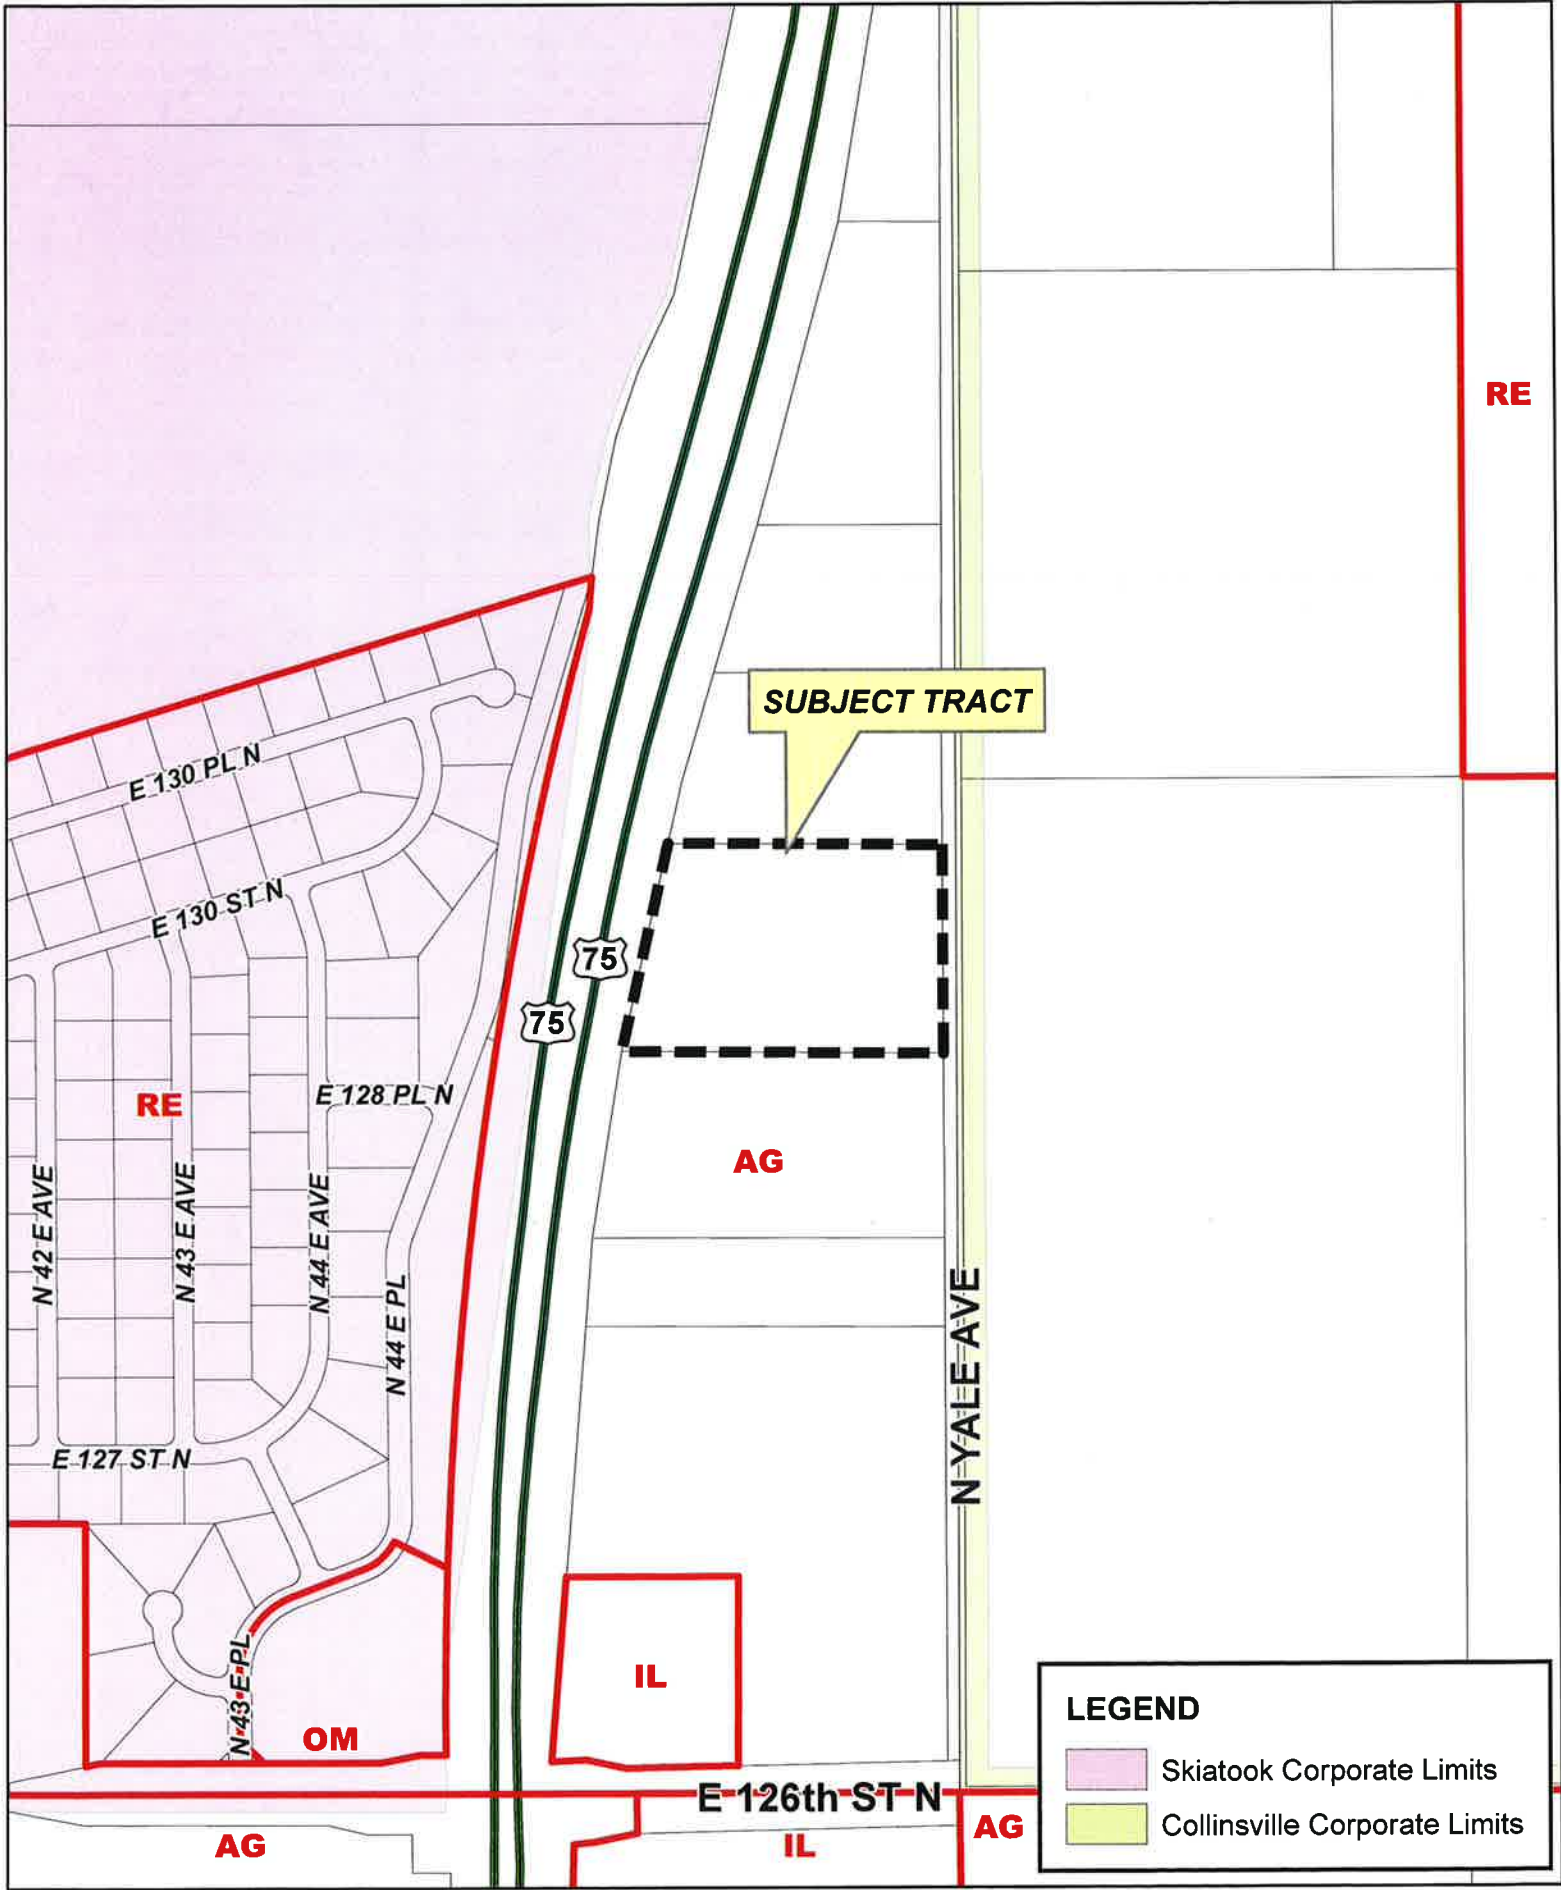 RE
SUBJECT TRACT
E 130 PL N
E 130 ST N
75
75
RE
E 128 PL N
AG
N 42 E AVE
N 43 E AVE
N 44 E AVE
N 44 E PL
N YALE AVE
E 127 ST N
N 43 E PL
IL
OM
E 126th ST N
AG
IL
AG
LEGEND
Skiatook Corporate Limits
Collinsville Corporate Limits